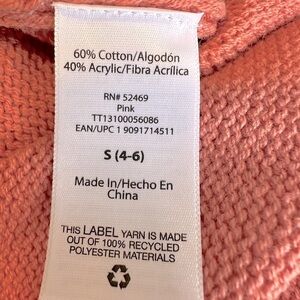 60% Cotton/Algodón
40% Acrylic/Fibra Acrílica
RN# 52469
Pink
TT13100056086
EAN/UPC 1 9091714511
S (4-6)
Made In/Hecho En
China
THIS LABEL YARN IS MADE
OUT OF 100% RECYCLED
POLYESTER MATERIALS